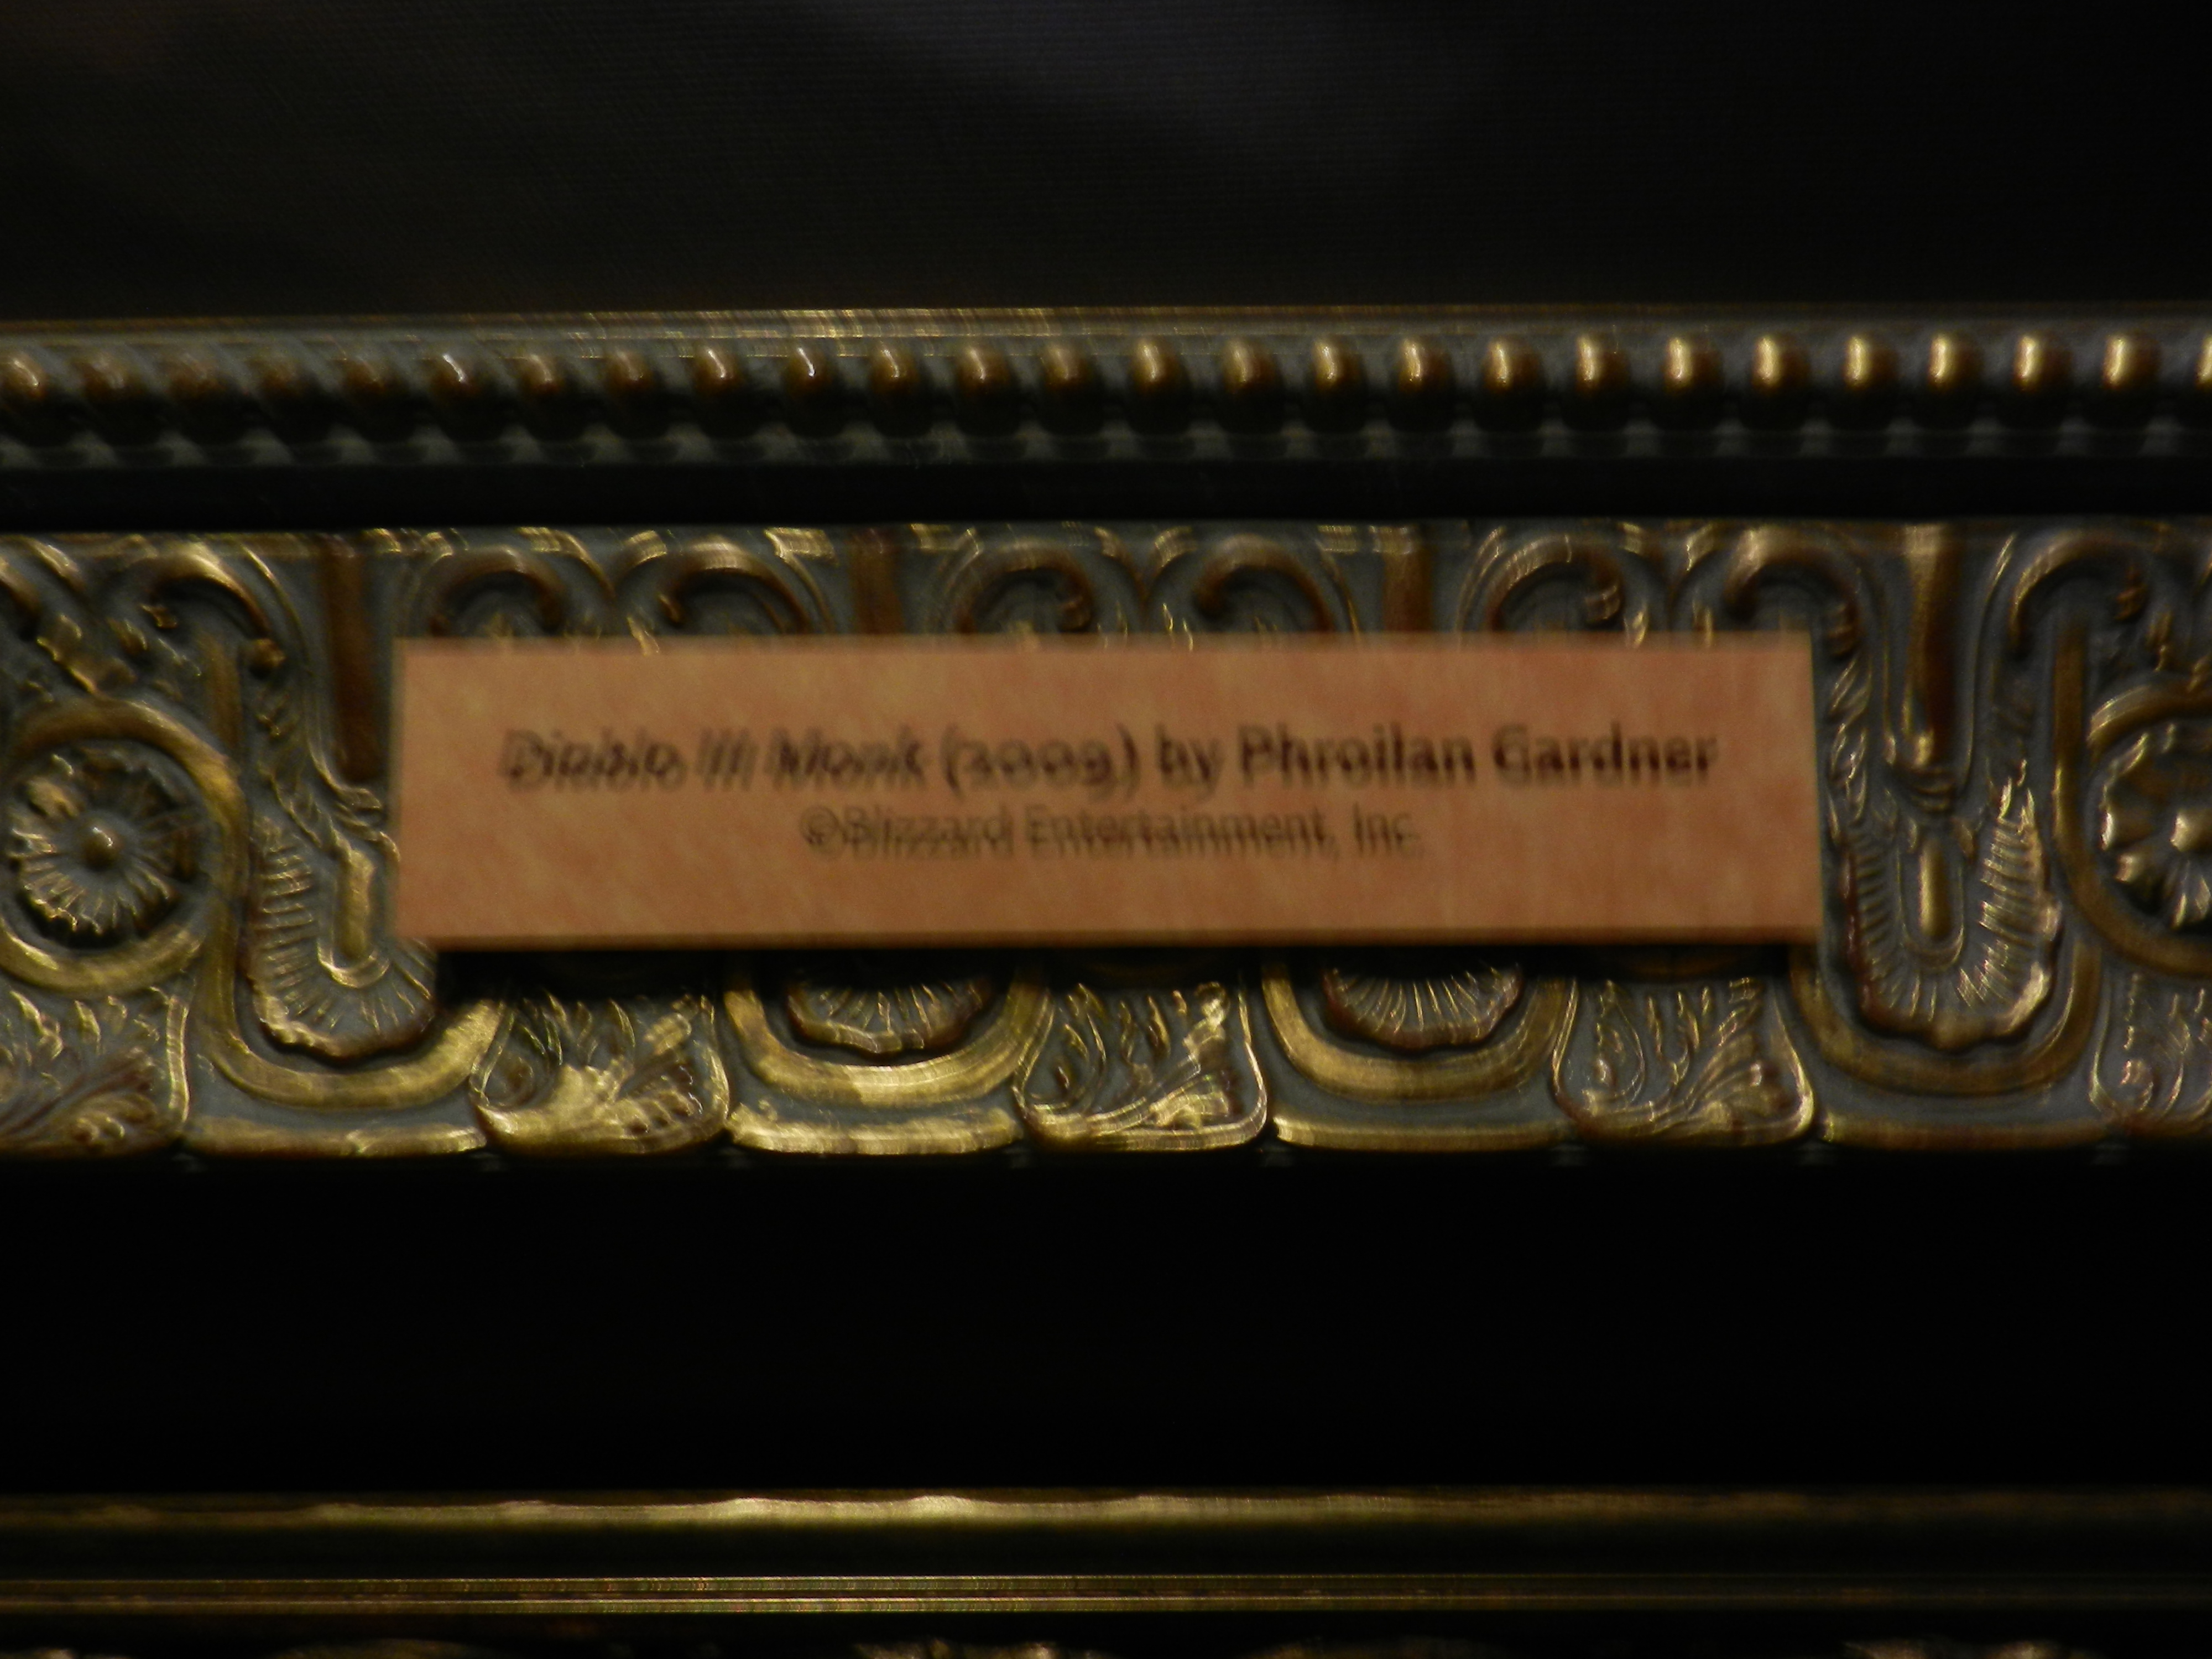 Diablo III Monk (2009) by Phroilan Gardner
©Blizzard Entertainment, Inc.